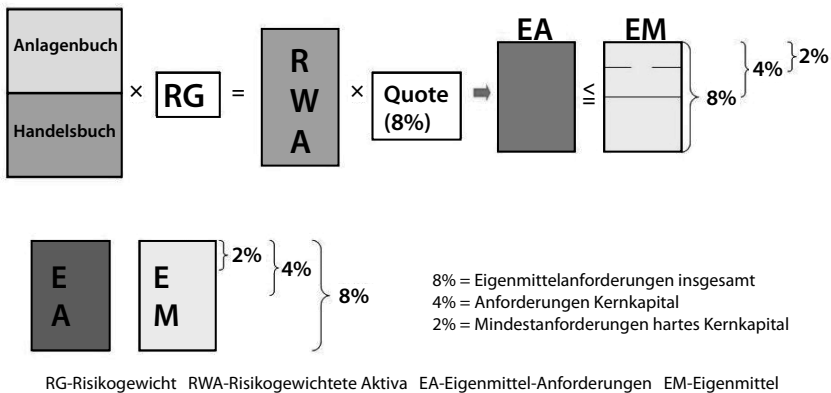 EA EM
Anlagenbuch
Handelsbuch
× RG = RWA × Quote
(8%)
≦
8% 4% 2%
E
A
E
M
2%
4%
8%
8% = Eigenmittelanforderungen insgesamt
4% = Anforderungen Kernkapital
2% = Mindestanforderungen hartes Kernkapital
RG-Risikogewicht RWA-Risikogewichtete Aktiva EA-Eigenmittel-Anforderungen EM-Eigenmittel